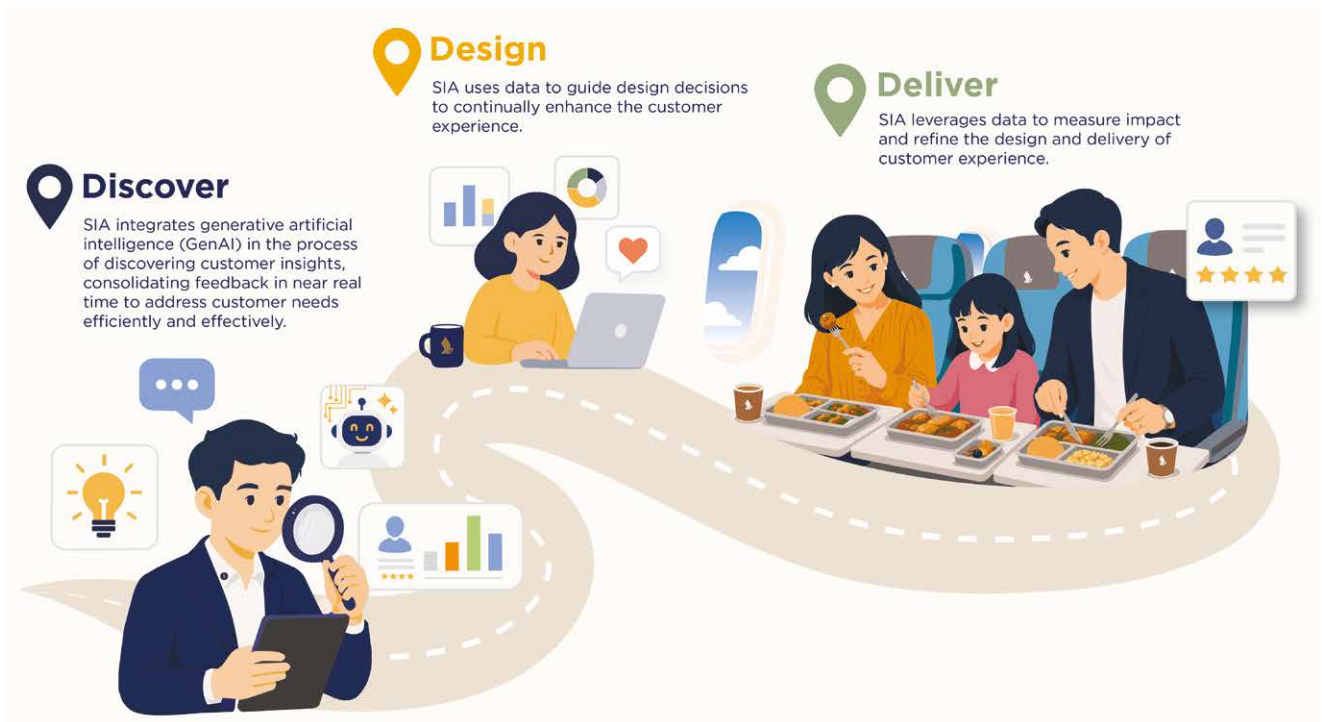 Discover
SIA integrates generative artificial
intelligence (GenAI) in the process
of discovering customer insights,
consolidating feedback in near real
time to address customer needs
efficiently and effectively.
Design
SIA uses data to guide design decisions
to continually enhance the customer
experience.
Deliver
SIA leverages data to measure impact
and refine the design and delivery of
customer experience.